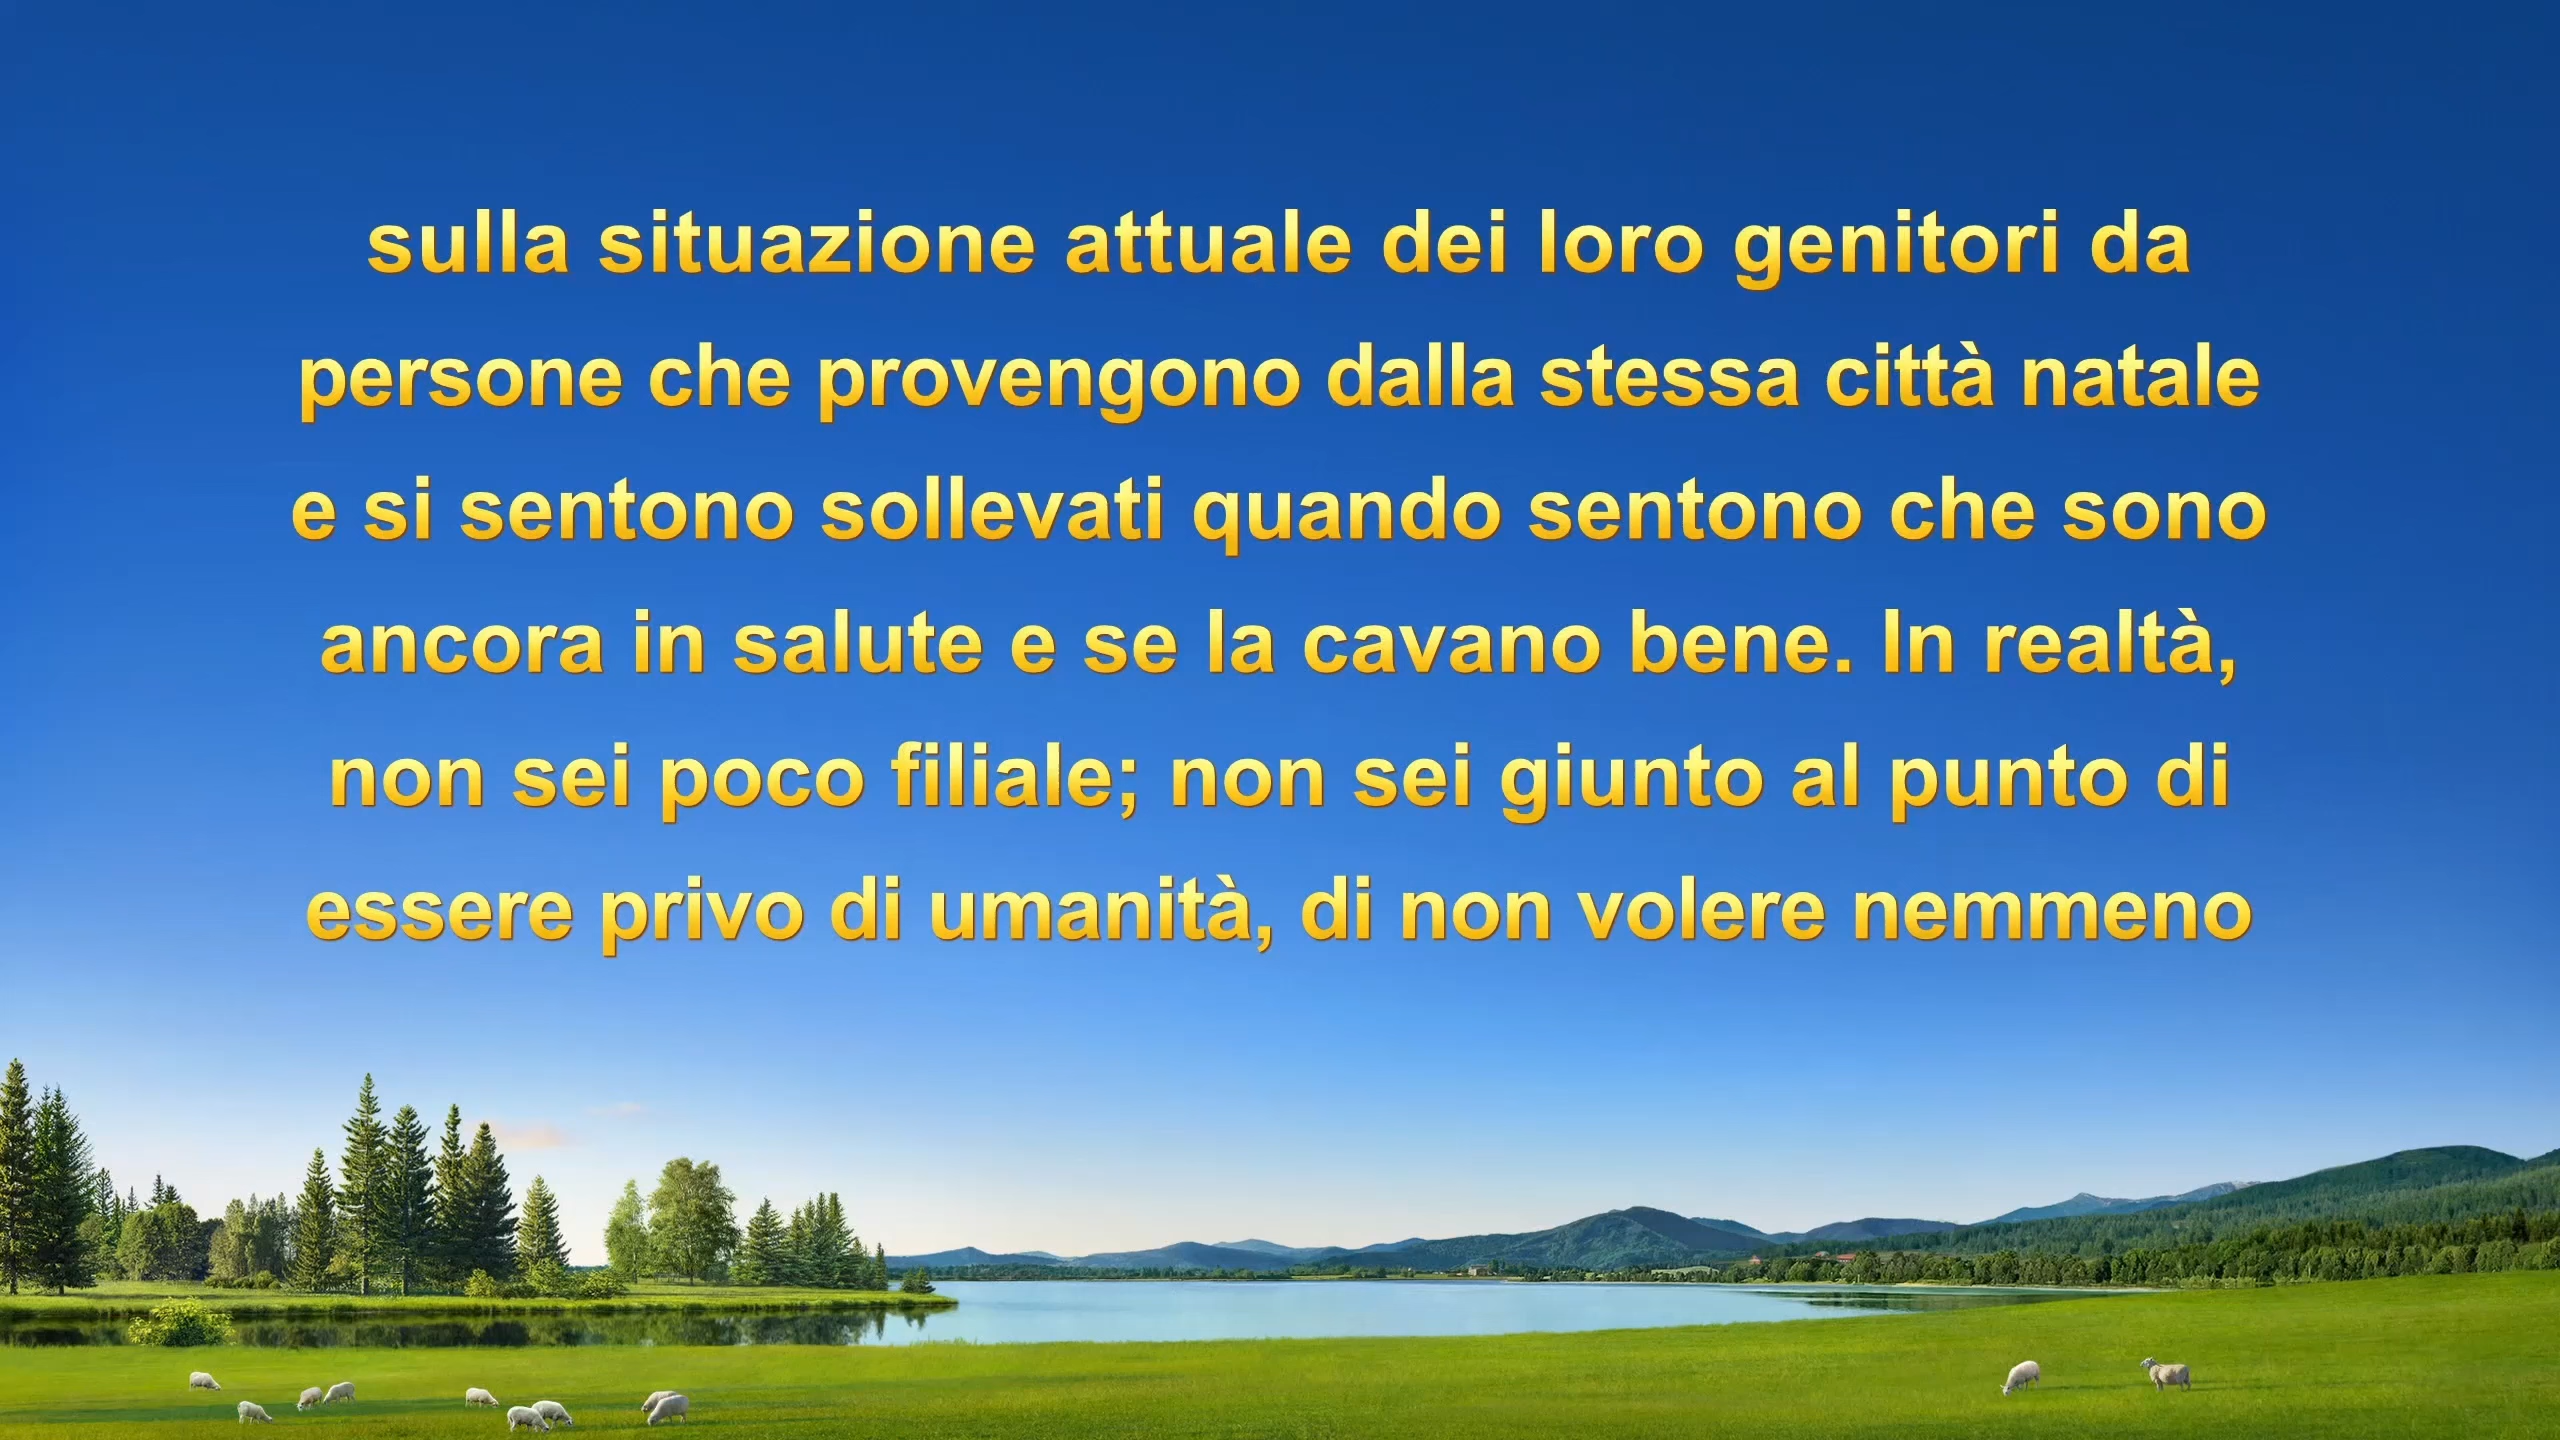 sulla situazione attuale dei loro genitori da
persone che provengono dalla stessa città natale
e si sentono sollevati quando sentono che sono
ancora in salute e se la cavano bene. In realtà,
non sei poco filiale; non sei giunto al punto di
essere privo di umanità, di non volere nemmeno